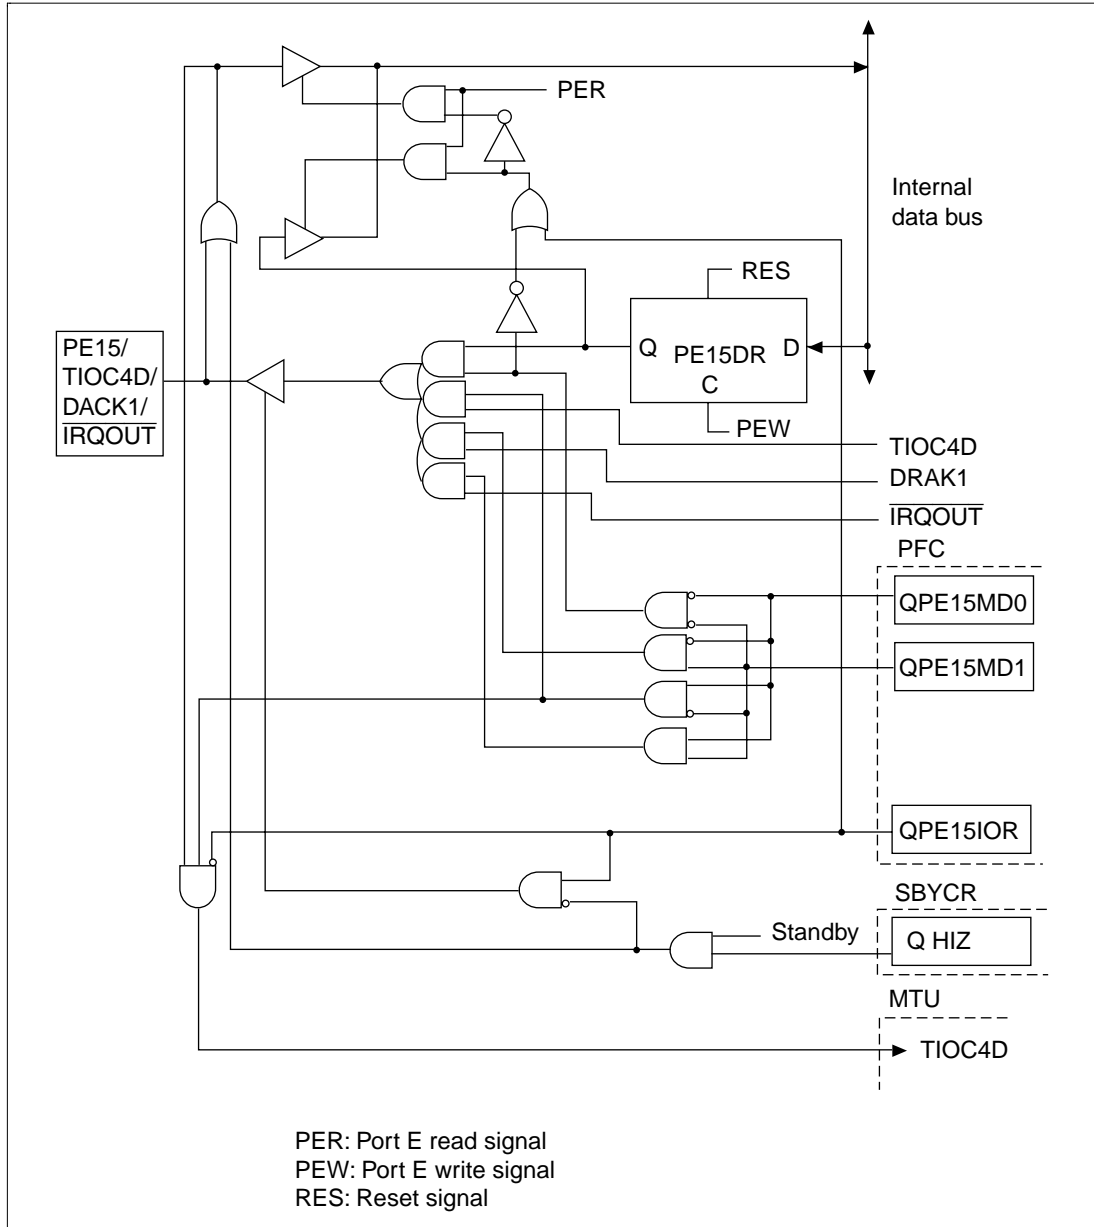 PER
Internal
data bus
RES
PE15/
TIOC4D/
DACK1/
IRQOUT
Q
PE15DR
D
C
PEW
TIOC4D
DRAK1
IRQOUT
PFC
QPE15MD0
QPE15MD1
QPE15IOR
SBYCR
Standby
Q HIZ
MTU
TIOC4D
PER: Port E read signal
PEW: Port E write signal
RES: Reset signal